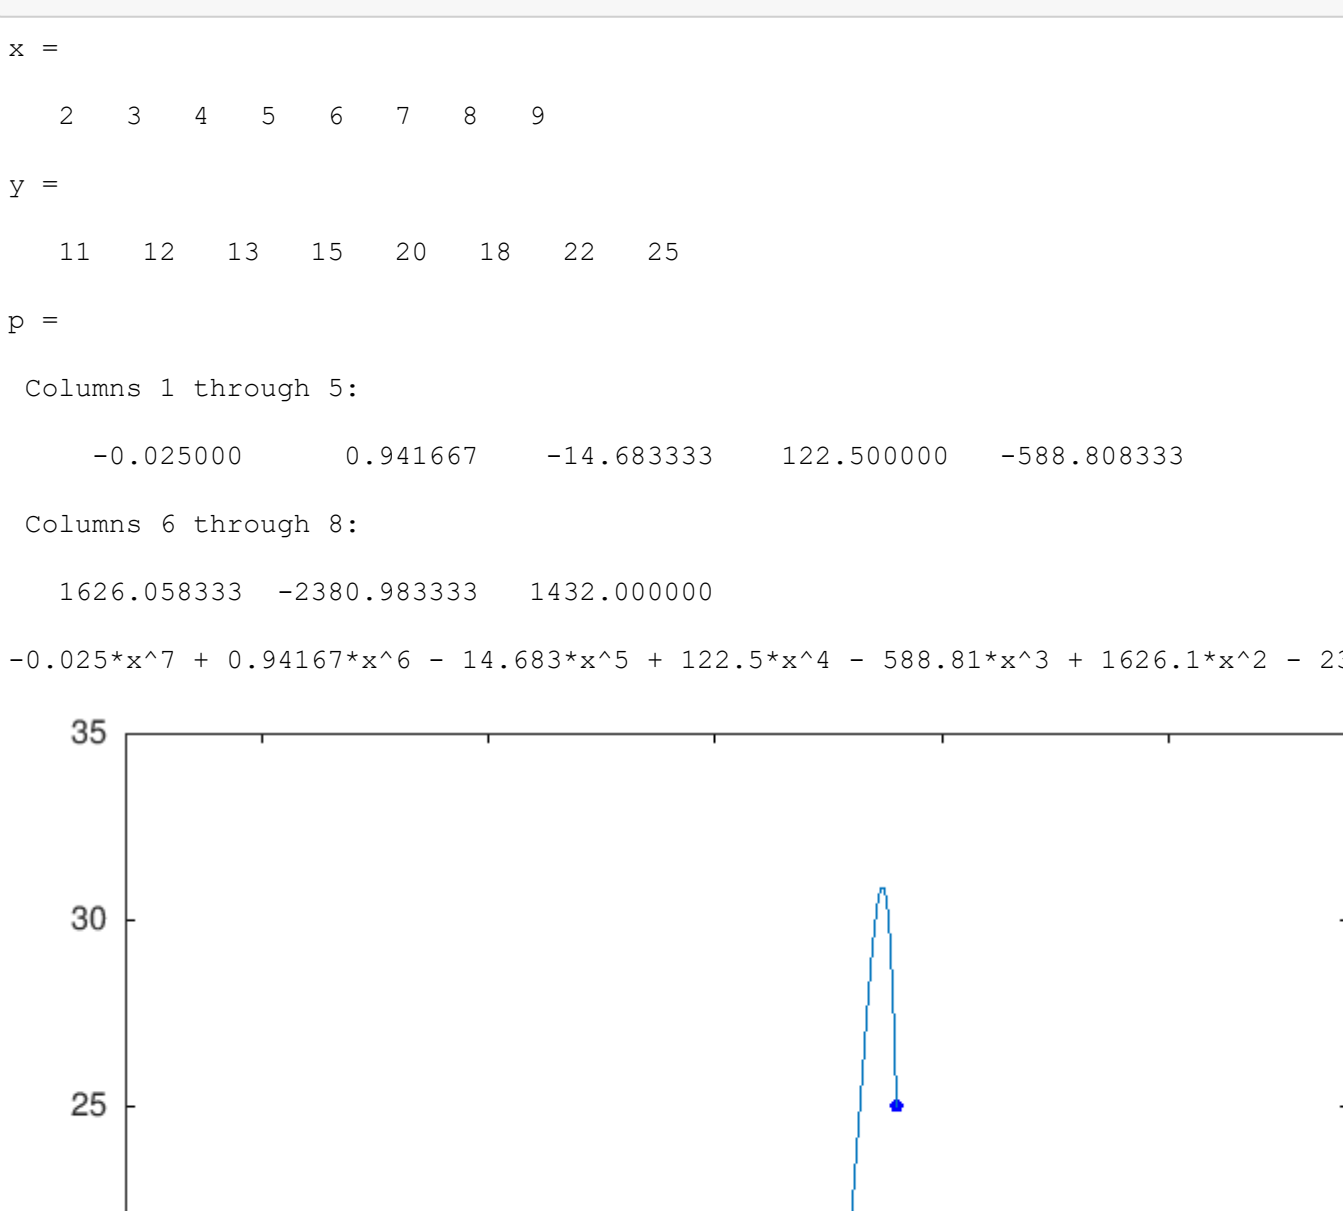 x =
2 3 4 5 6 7 8 9
y =
11 12 13 15 20 18 22 25
p =
Columns 1 through 5:
-0.025000 0.941667 -14.683333 122.500000 -588.808333
Columns 6 through 8:
1626.058333 -2380.983333 1432.000000
-0.025*x^7 + 0.94167*x^6 - 14.683*x^5 + 122.5*x^4 - 588.81*x^3 + 1626.1*x^2 - 23
35
30
25